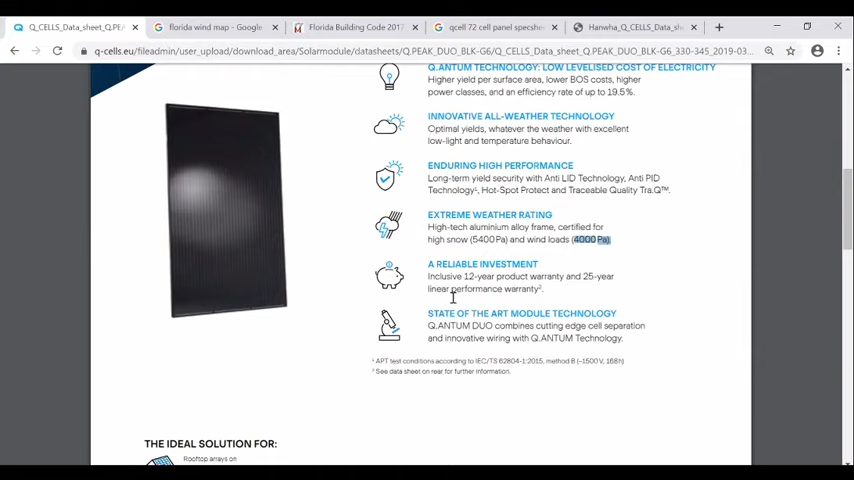 Q_CELLS_Data_sheet_Q.PE
florida wind map - Google
Florida Building Code 2017
qcell 72 cell panel specshe
Hanwha_Q_CELLS_Data_she
q-cells.eu/fileadmin/user_upload/download_area/Solarmodule/datasheets/Q.PEAK_DUO_BLK-G6/Q_CELLS_Data_sheet_Q.PEAK_DUO_BLK-G6_330-345_2019-03...
Q.ANTUM TECHNOLOGY: LOW LEVELISED COST OF ELECTRICITY
Higher yield per surface area, lower BOS costs, higher
power classes, and an efficiency rate of up to 19.5%.
INNOVATIVE ALL-WEATHER TECHNOLOGY
Optimal yields, whatever the weather with excellent
low-light and temperature behaviour.
ENDURING HIGH PERFORMANCE
Long-term yield security with Anti LID Technology, Anti PID
Technology¹, Hot-Spot Protect and Traceable Quality Tra.Q™.
EXTREME WEATHER RATING
High-tech aluminium alloy frame, certified for
high snow (5400 Pa) and wind loads (4000 Pa).
A RELIABLE INVESTMENT
Inclusive 12-year product warranty and 25-year
linear performance warranty².
STATE OF THE ART MODULE TECHNOLOGY
Q.ANTUM DUO combines cutting edge cell separation
and innovative wiring with Q.ANTUM Technology.
¹ APT test conditions according to IEC/TS 62804-1:2015, method B (−1500 V, 168 h)
² See data sheet on rear for further information.
THE IDEAL SOLUTION FOR:
Rooftop arrays on